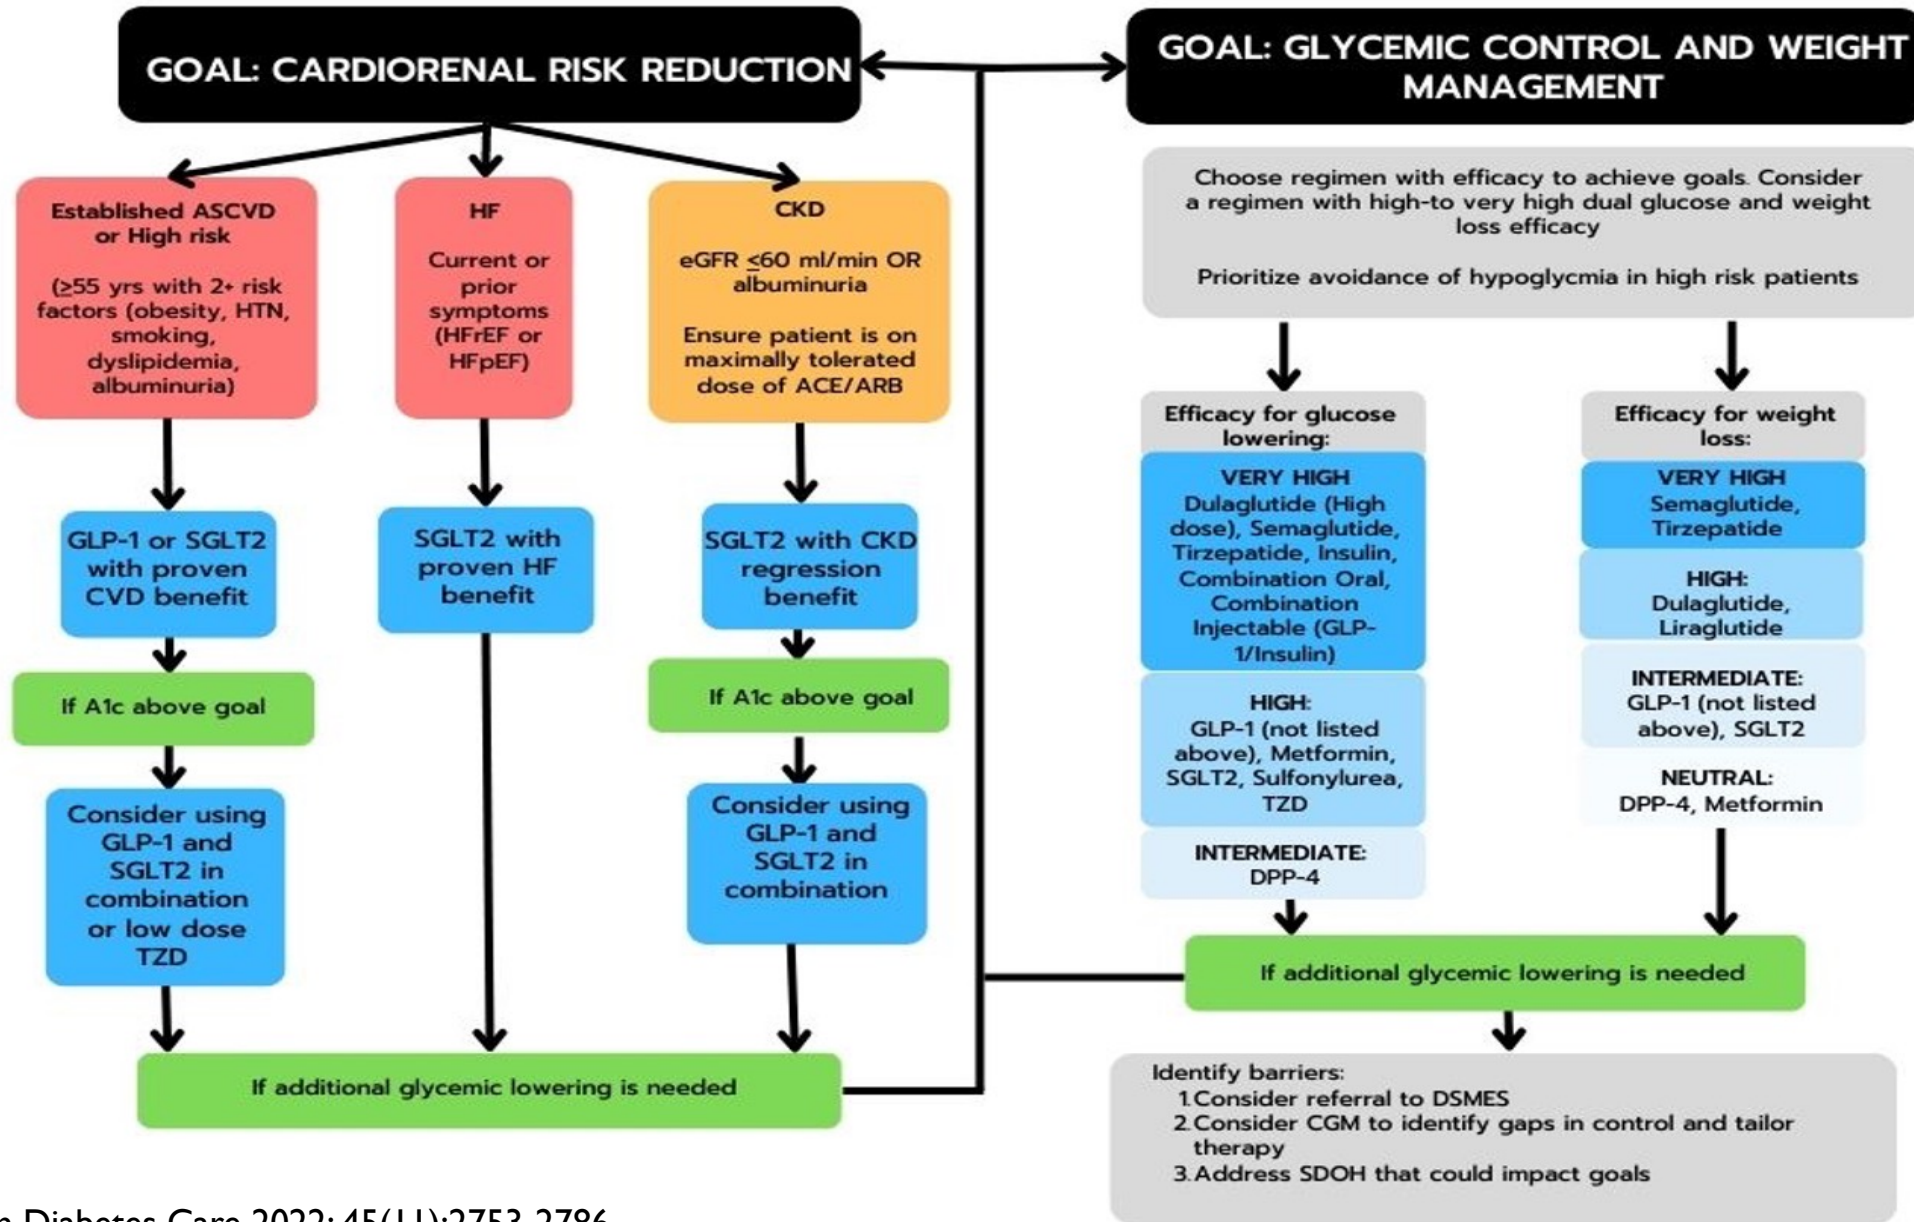 GOAL: CARDIORENAL RISK REDUCTION
Established ASCVD
or High risk
(≥55 yrs with 2+ risk
factors (obesity, HTN,
smoking,
dyslipidemia,
albuminuria)
HF
Current or
prior
symptoms
(HFrEF or
HFpEF)
CKD
eGFR ≤60 ml/min OR
albuminuria
Ensure patient is on
maximally tolerated
dose of ACE/ARB
GLP-1 or SGLT2
with proven
CVD benefit
SGLT2 with
proven HF
benefit
SGLT2 with CKD
regression
benefit
If A1c above goal
If A1c above goal
Consider using
GLP-1 and
SGLT2 in
combination
or low dose
TZD
Consider using
GLP-1 and
SGLT2 in
combination
If additional glycemic lowering is needed
GOAL: GLYCEMIC CONTROL AND WEIGHT
MANAGEMENT
Choose regimen with efficacy to achieve goals. Consider
a regimen with high-to very high dual glucose and weight
loss efficacy
Prioritize avoidance of hypoglycmia in high risk patients
Efficacy for glucose
lowering:
VERY HIGH
Dulaglutide (High
dose), Semaglutide,
Tirzepatide, Insulin,
Combination Oral,
Combination
Injectable (GLP-
1/Insulin)
HIGH:
GLP-1 (not listed
above), Metformin,
SGLT2, Sulfonylurea,
TZD
INTERMEDIATE:
DPP-4
Efficacy for weight
loss:
VERY HIGH
Semaglutide,
Tirzepatide
HIGH:
Dulaglutide,
Liraglutide
INTERMEDIATE:
GLP-1 (not listed
above), SGLT2
NEUTRAL:
DPP-4, Metformin
If additional glycemic lowering is needed
Identify barriers:
1.Consider referral to DSMES
2.Consider CGM to identify gaps in control and tailor
therapy
3.Address SDOH that could impact goals
Diabetes Care 2022; 45(11):2753-2786